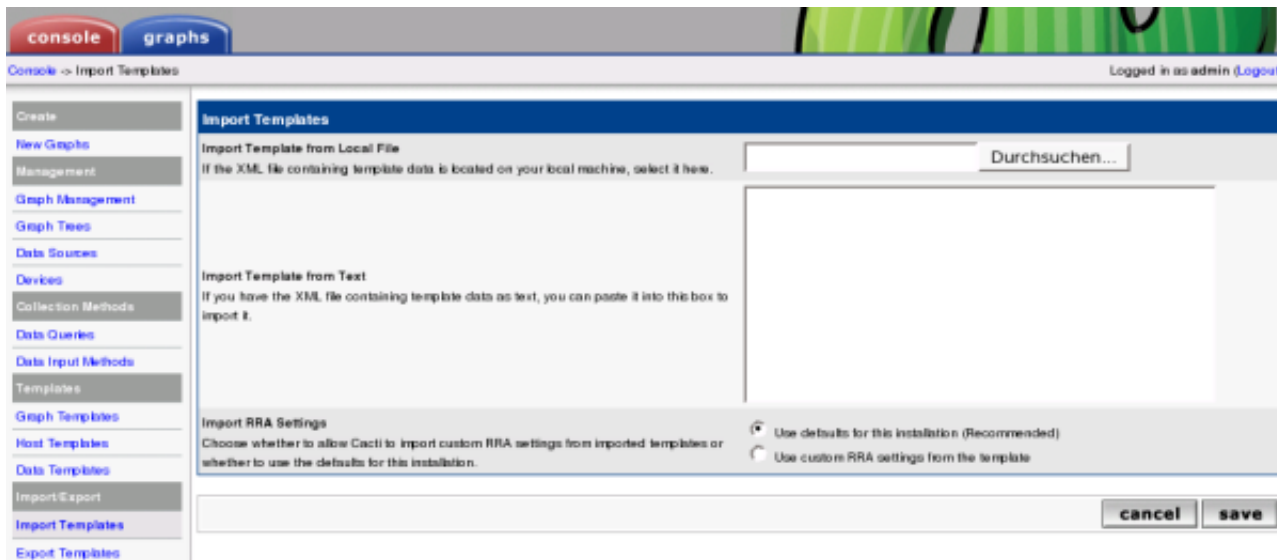 console
graphs
Console -> Import Templates
Logged in as admin (Logout
Create
New Graphs
Management
Graph Management
Graph Trees
Data Sources
Devices
Collection Methods
Data Queries
Data Input Methods
Templates
Graph Templates
Host Templates
Data Templates
Import/Export
Import Templates
Export Templates
Import Templates
Import Template from Local File
If the XML file containing template data is located on your local machine, select it here.
Durchsuchen...
Import Template from Text
If you have the XML file containing template data as text, you can paste it into this box to
import it.
Import RRA Settings
Choose whether to allow Cacti to import custom RRA settings from imported templates or
whether to use the defaults for this installation.
Use defaults for this installation (Recommended)
Use custom RRA settings from the template
cancel
save